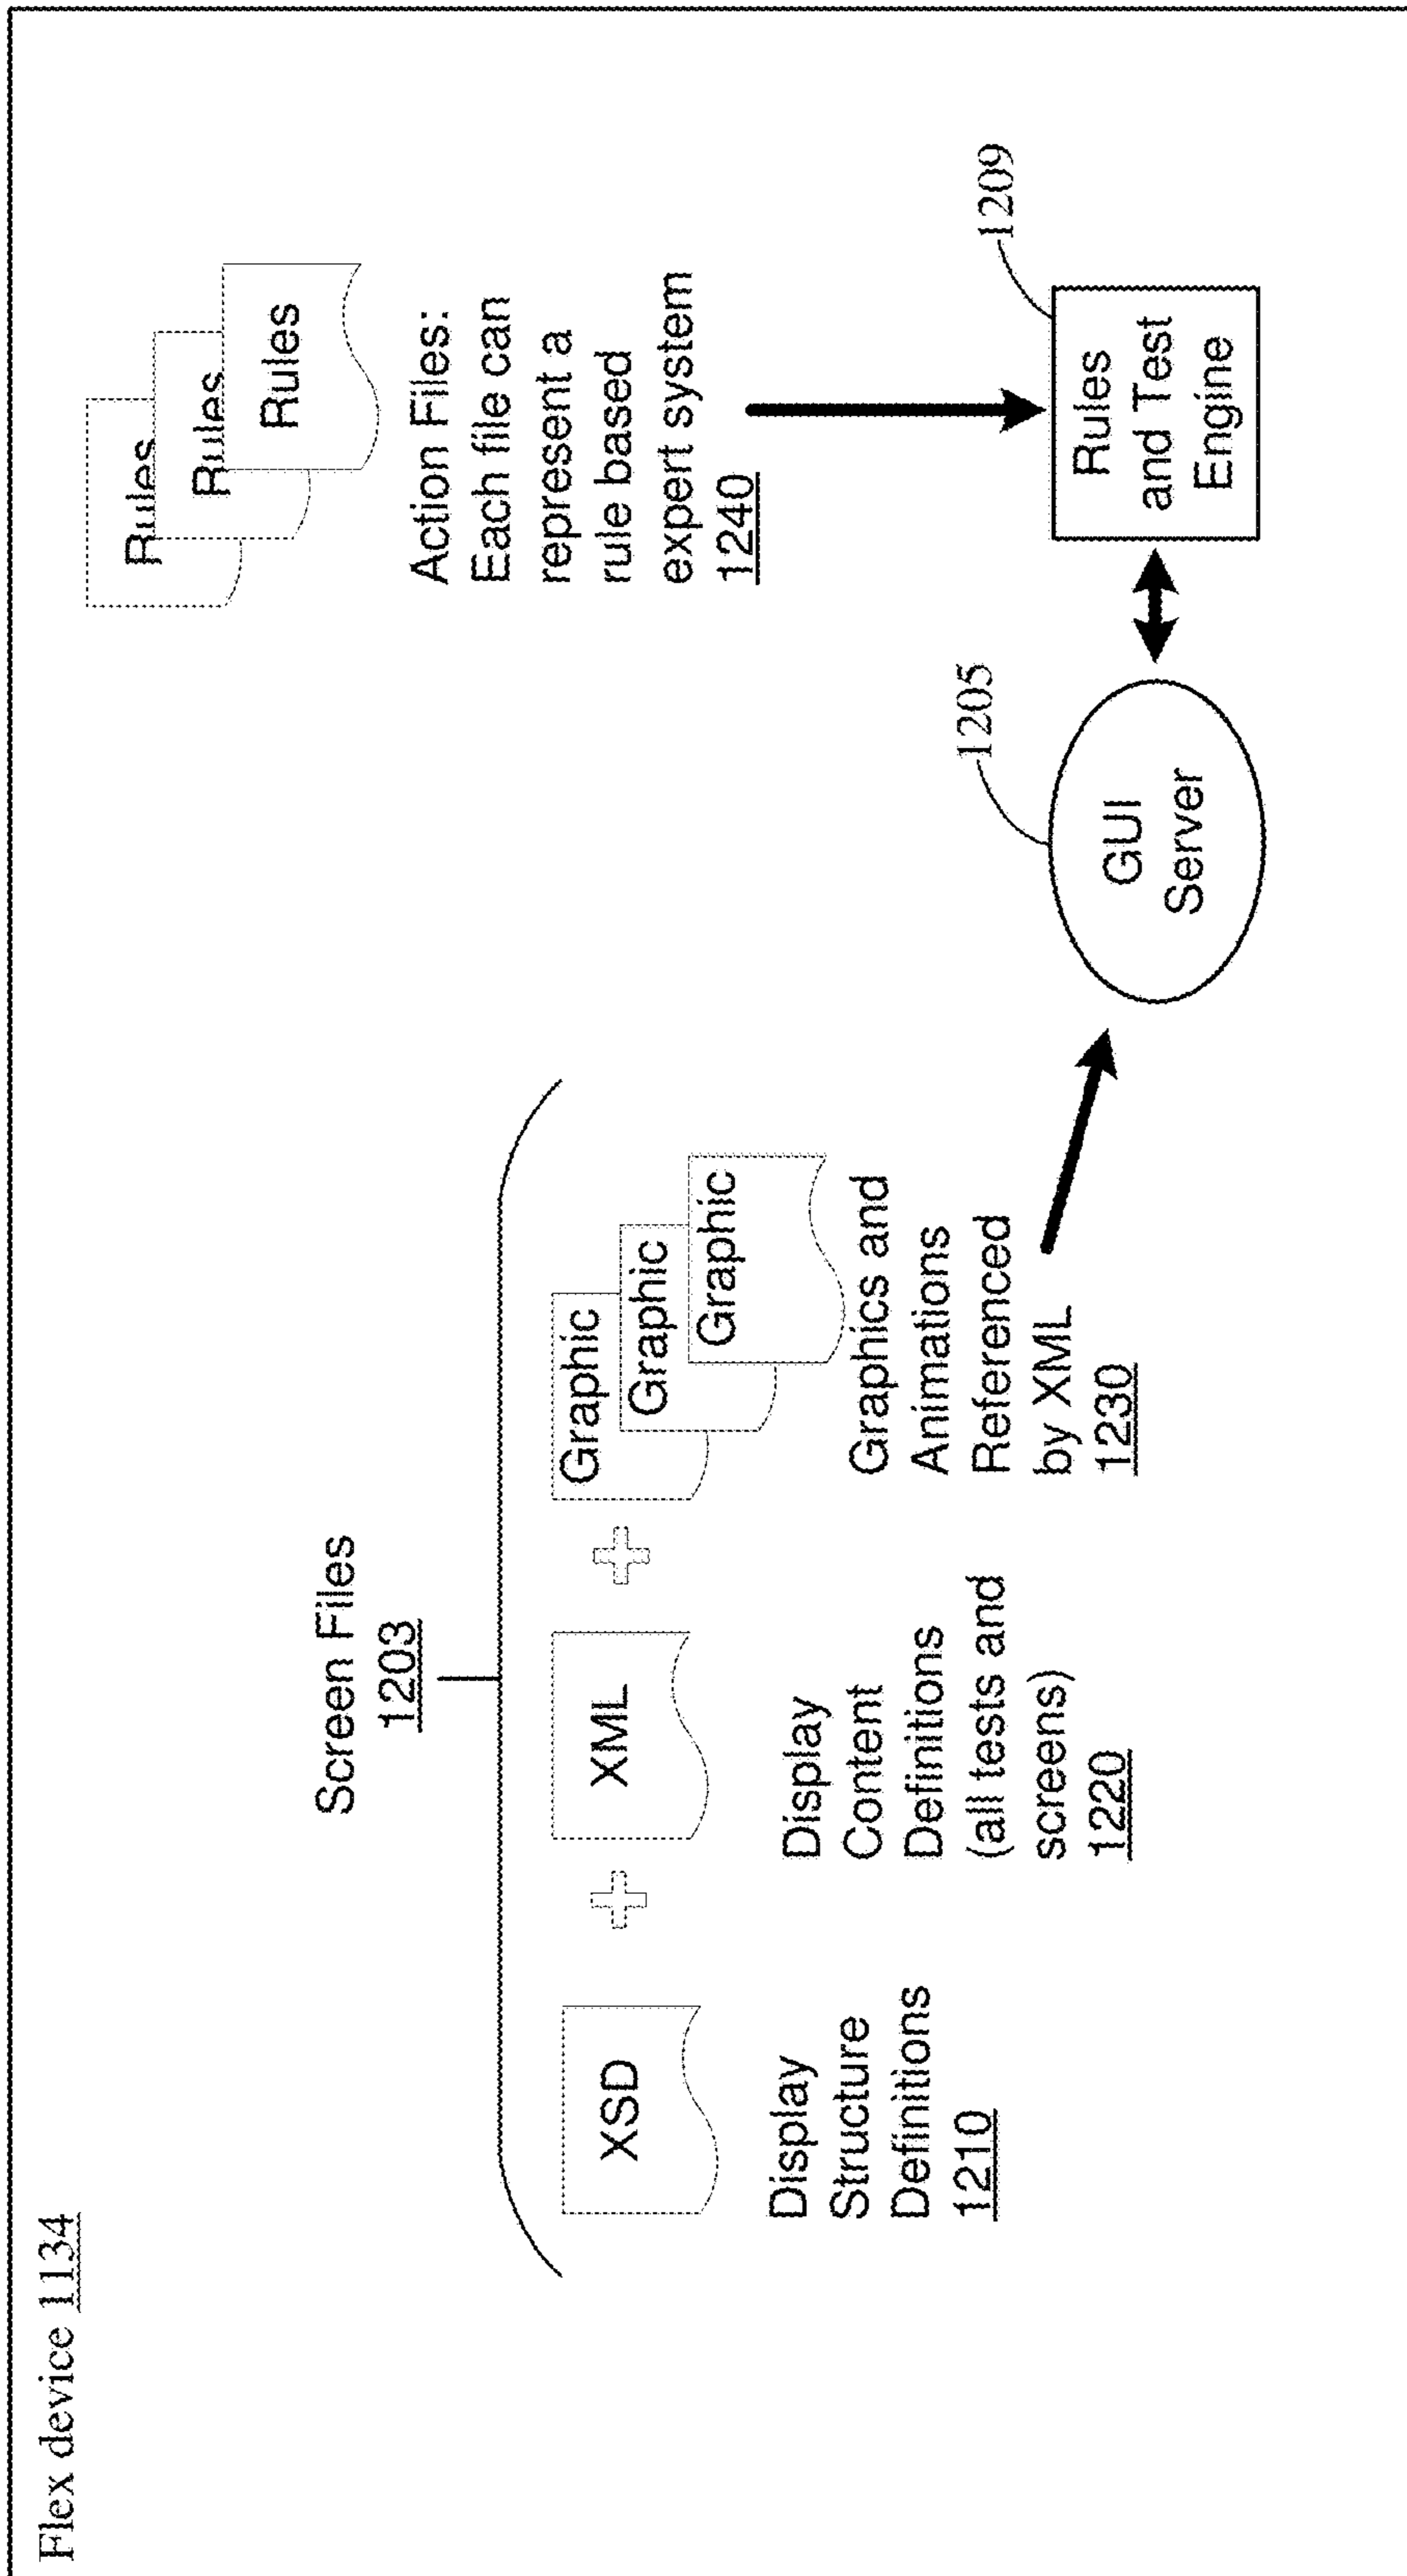 Flex device 1134
Screen Files
1203
XSD
XML
Graphic
Graphic
Graphic
Display
Structure
Definitions
1210
Display
Content
Definitions
(all tests and
screens)
1220
Graphics and
Animations
Referenced
by XML
1230
Rules
Rules
Rules
Action Files:
Each file can
represent a
rule based
expert system
1240
1205
GUI
Server
1209
Rules
and Test
Engine